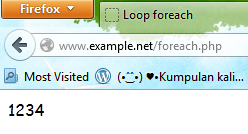 Firefox
Loop foreach
www.example.net/foreach.php
Most Visited (•̪●) ♥•Kumpulan kali...
1234